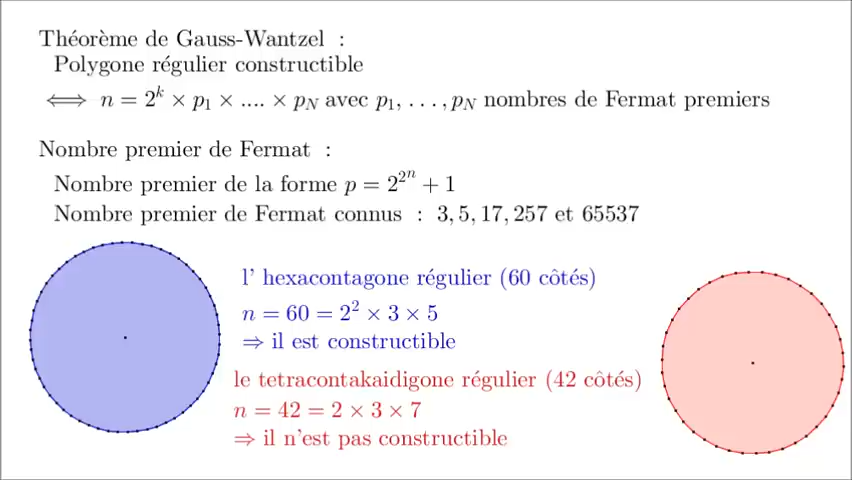 Théorème de Gauss-Wantzel :
Polygone régulier constructible
⟺ n = 2^k × p_1 × .... × p_N avec p_1, . . . , p_N nombres de Fermat premiers
Nombre premier de Fermat :
Nombre premier de la forme p = 2^{2^n} + 1
Nombre premier de Fermat connus : 3, 5, 17, 257 et 65537
l' hexacontagone régulier (60 côtés)
n = 60 = 2^2 × 3 × 5
⇒ il est constructible
le tetracontakaidigone régulier (42 côtés)
n = 42 = 2 × 3 × 7
⇒ il n'est pas constructible